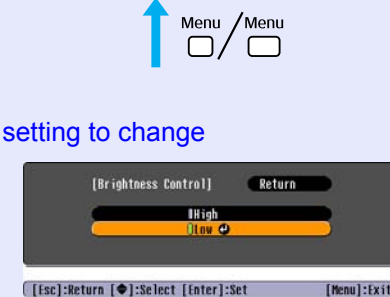 Menu / Menu
setting to change
[Brightness Control] Return
High
Low
[Esc]:Return [◆]:Select [Enter]:Set [Menu]:Exit